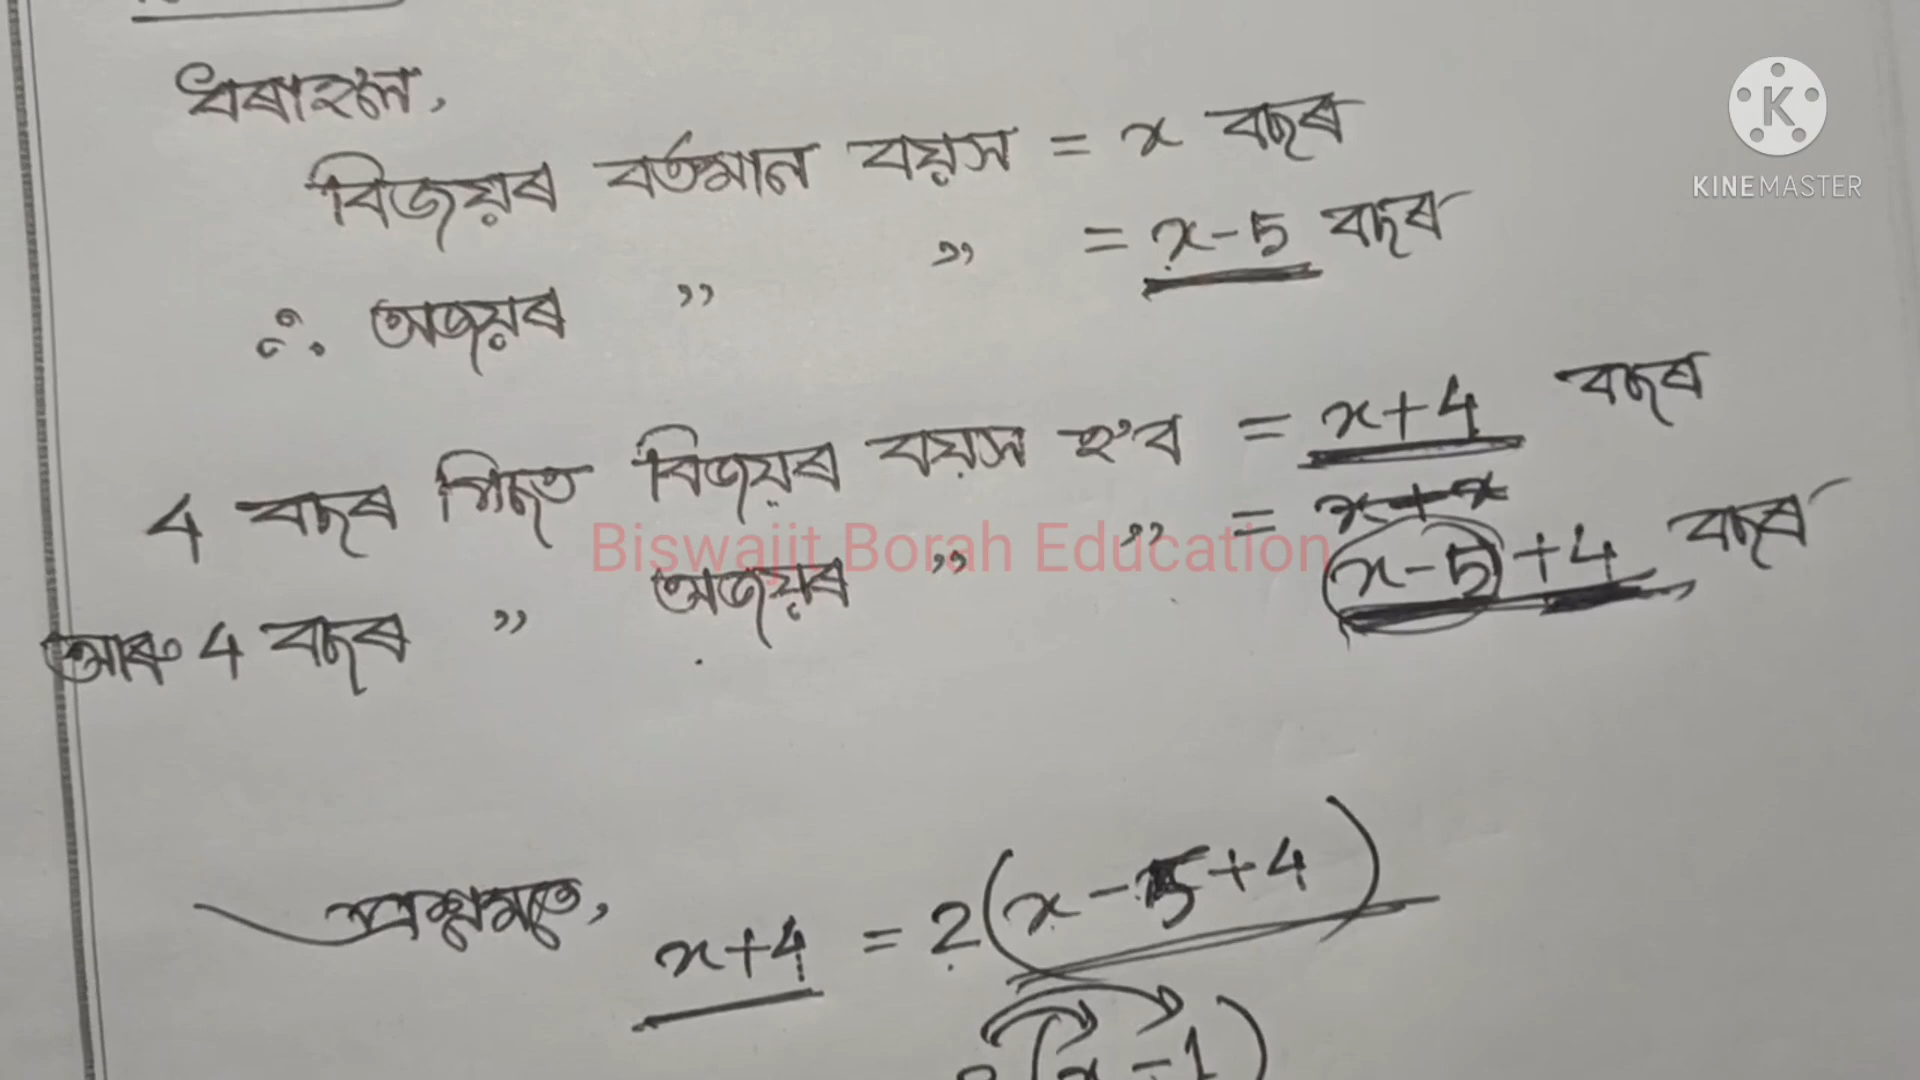 ধৰাহ'ল,
বিজয়ৰ বৰ্তমান বয়স = x বছৰ
∴ অজয়ৰ " " = x-5 বছৰ
4 বছৰ পিছত বিজয়ৰ বয়স হ'ব = x+4 বছৰ
আৰু 4 বছৰ " অজয়ৰ " " = (x-5)+4 বছৰ
প্ৰশ্নমতে, x+4 = 2(x-5+4)
(x-1)
KINEMASTER
Biswajit Borah Education